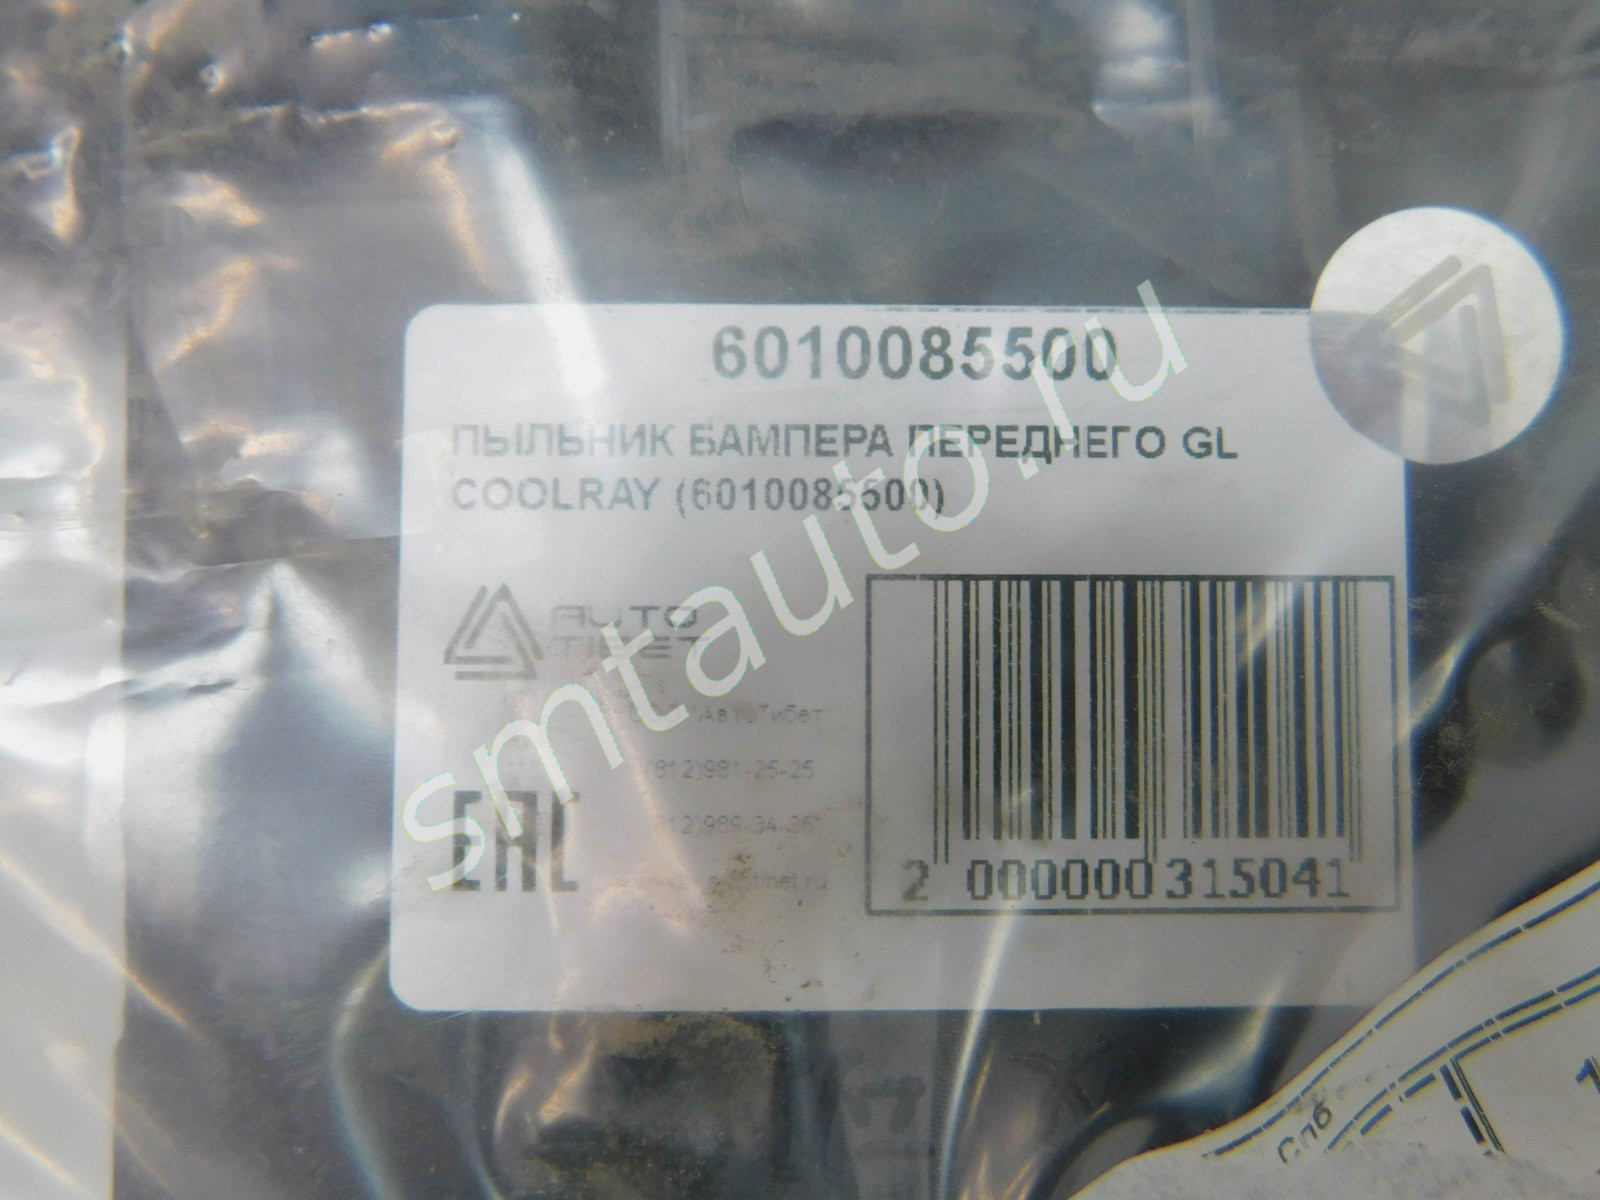 6010085500
ПЫЛЬНИК БАМПЕРА ПЕРЕДНЕГО GL
COOLRAY (6010085500)
AUTO
TIBET
"АвтоТибет"
(812)981-25-25
(812)989-34-36
EAC
2 000000 315041
smtauto.ru
Спб